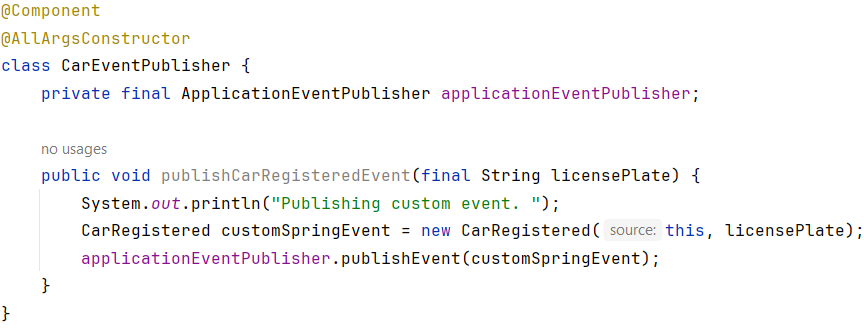 @Component
@AllArgsConstructor
class CarEventPublisher {
    private final ApplicationEventPublisher applicationEventPublisher;
    no usages
    public void publishCarRegisteredEvent(final String licensePlate) {
        System.out.println("Publishing custom event. ");
        CarRegistered customSpringEvent = new CarRegistered( source: this, licensePlate);
        applicationEventPublisher.publishEvent(customSpringEvent);
    }
}